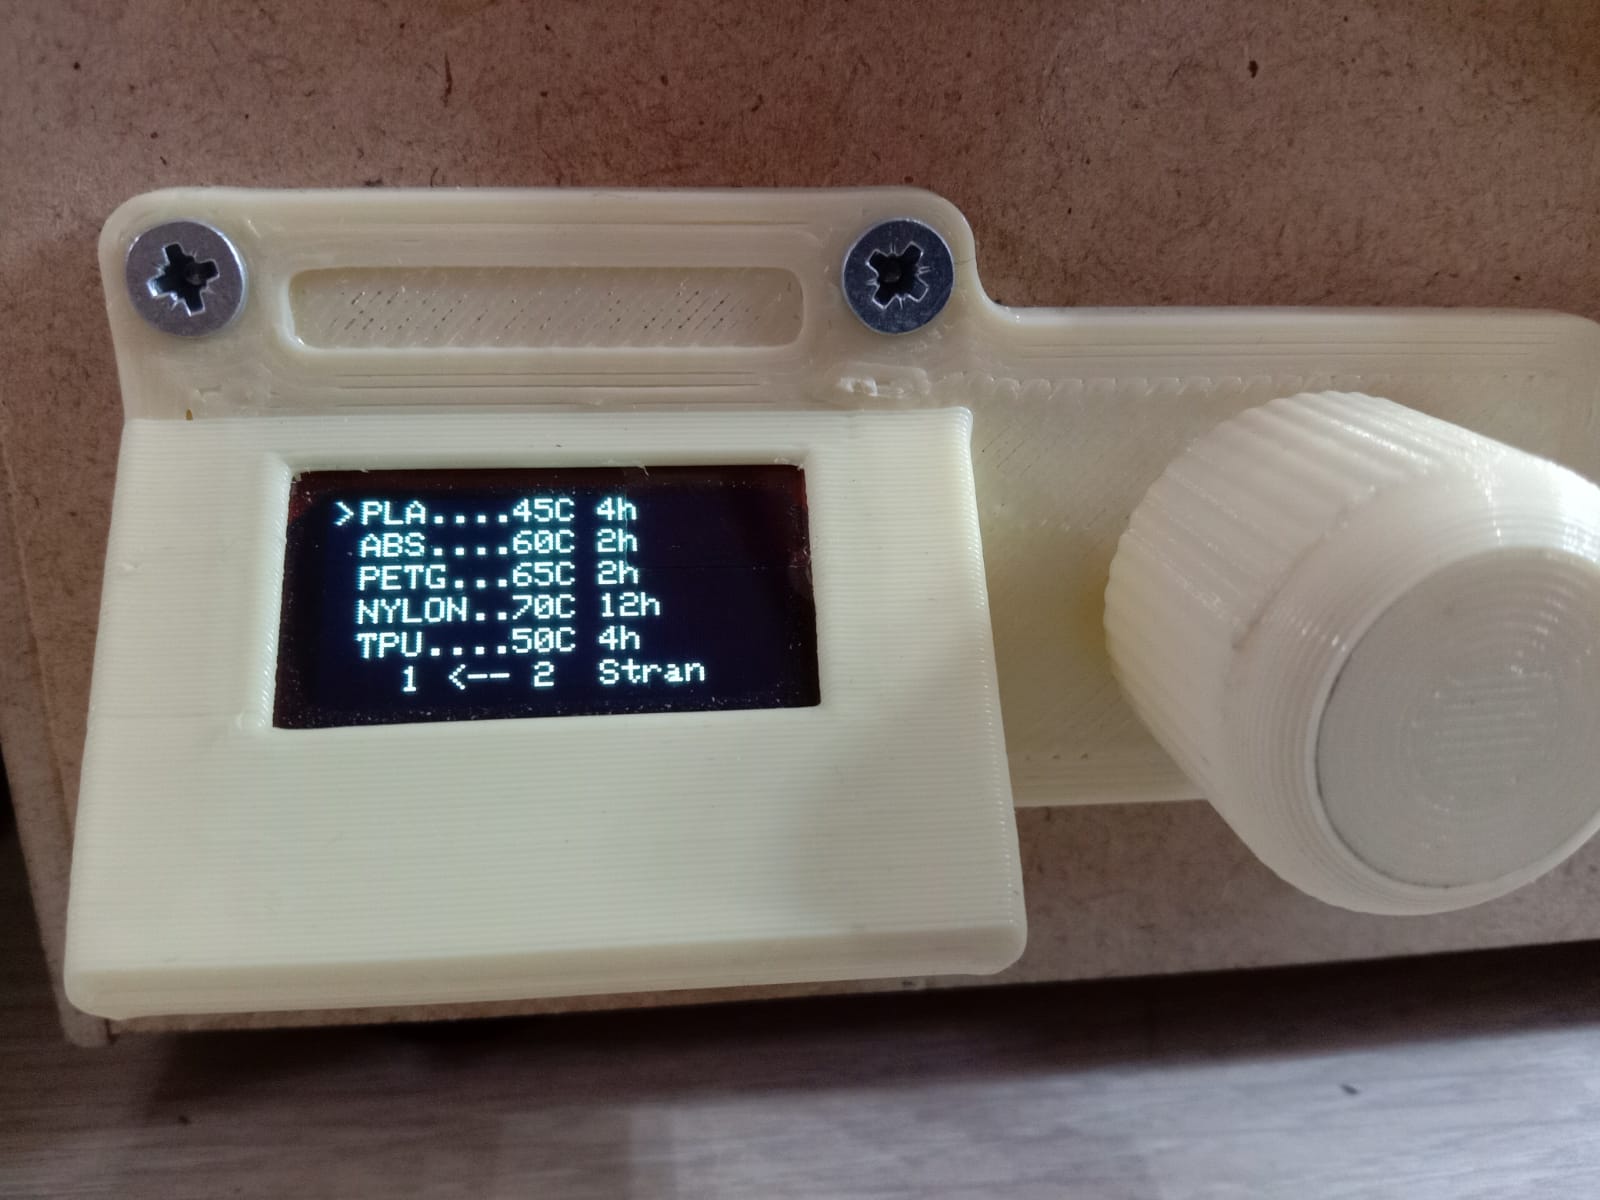 >PLA....45C 4h
ABS....60C 2h
PETG...65C 2h
NYLON..70C 12h
TPU....50C 4h
1 <-- 2 Stran